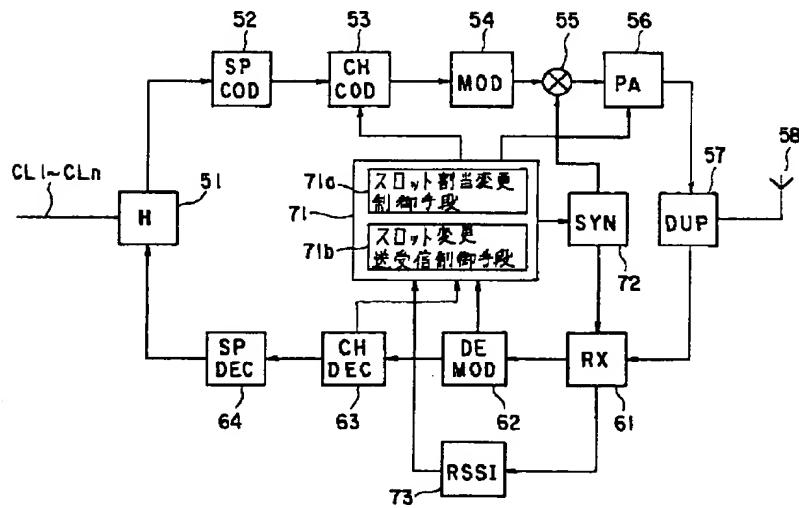 52
53
54
55
56
SP
COD
CH
COD
MOD
PA
58
CL1~CLn
51
H
71a
スロット割当変更
制御手段
71
71b
スロット変更
送受信制御手段
SYN
72
57
DUP
SP
DEC
64
CH
DEC
63
DE
MOD
62
RX
61
RSSI
73